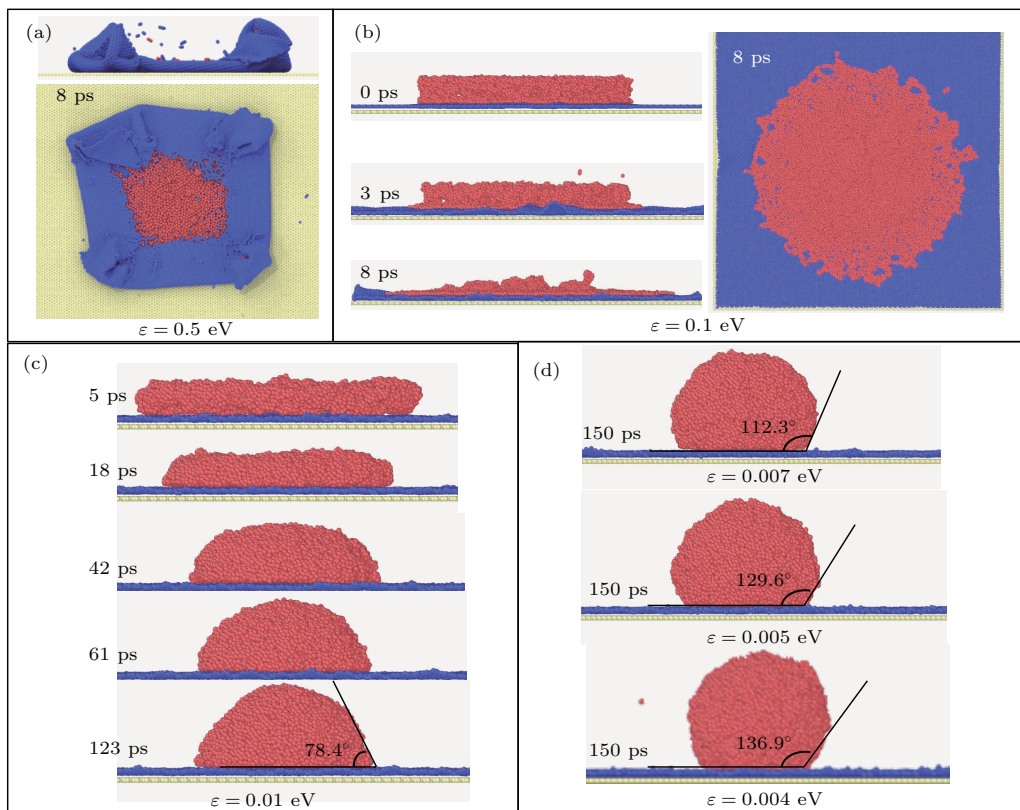 (a)
8 ps
ε = 0.5 eV
(b)
0 ps
3 ps
8 ps
8 ps
ε = 0.1 eV
(c)
5 ps
18 ps
42 ps
61 ps
123 ps
78.4°
ε = 0.01 eV
(d)
112.3°
150 ps
ε = 0.007 eV
129.6°
150 ps
ε = 0.005 eV
136.9°
150 ps
ε = 0.004 eV